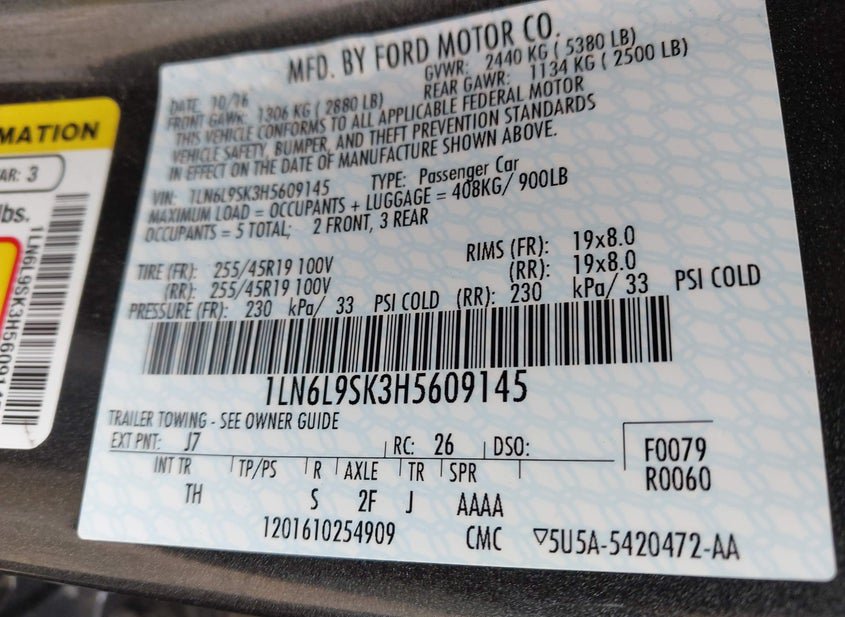 MATION
AR: 3
lbs.
1LN6L9SK3H560914
MFD. BY FORD MOTOR CO.
DATE: 10/16 GVWR: 2440 KG ( 5380 LB)
FRONT GAWR: 1306 KG ( 2880 LB) REAR GAWR: 1134 KG ( 2500 LB)
THIS VEHICLE CONFORMS TO ALL APPLICABLE FEDERAL MOTOR
VEHICLE SAFETY, BUMPER, AND THEFT PREVENTION STANDARDS
IN EFFECT ON THE DATE OF MANUFACTURE SHOWN ABOVE.
VIN: 1LN6L9SK3H5609145 TYPE: Passenger Car
MAXIMUM LOAD = OCCUPANTS + LUGGAGE = 408KG/ 900LB
OCCUPANTS = 5 TOTAL; 2 FRONT, 3 REAR
TIRE (FR): 255/45R19 100V RIMS (FR): 19x8.0
(RR): 255/45R19 100V (RR): 19x8.0
PRESSURE (FR): 230 kPa/ 33 PSI COLD (RR): 230 kPa/ 33 PSI COLD
1LN6L9SK3H5609145
TRAILER TOWING - SEE OWNER GUIDE
EXT PNT: J7 RC: 26 DSO: F0079
INT TR TP/PS R AXLE TR SPR R0060
TH S 2F J AAAA
1201610254909 CMC ▽5U5A-5420472-AA